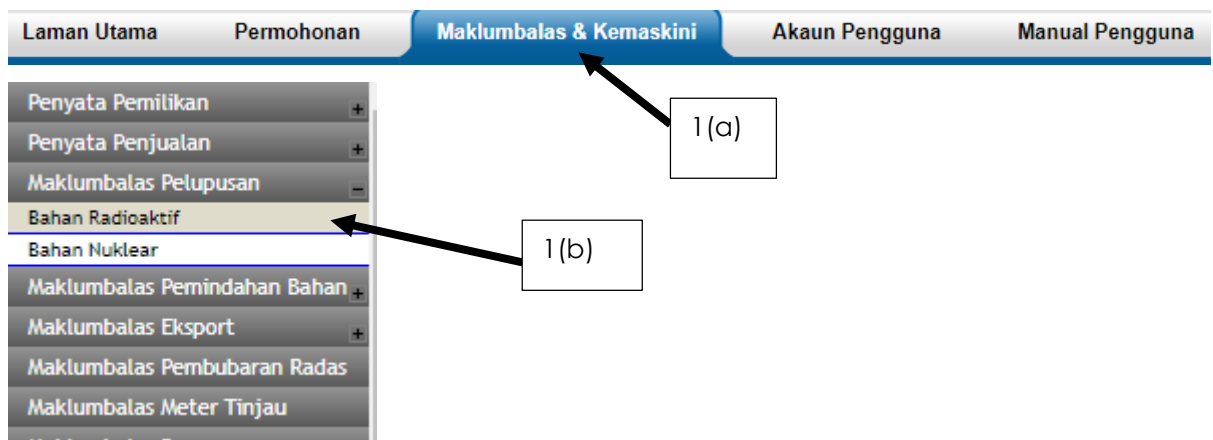 Laman Utama Permohonan Maklumbalas & Kemaskini Akaun Pengguna Manual Pengguna
Penyata Pemilikan
1(a)
Penyata Penjualan
Maklumbalas Pelupusan
Bahan Radioaktif
Bahan Nuklear
1(b)
Maklumbalas Pemindahan Bahan
Maklumbalas Eksport
Maklumbalas Pembubaran Radas
Maklumbalas Meter Tinjau